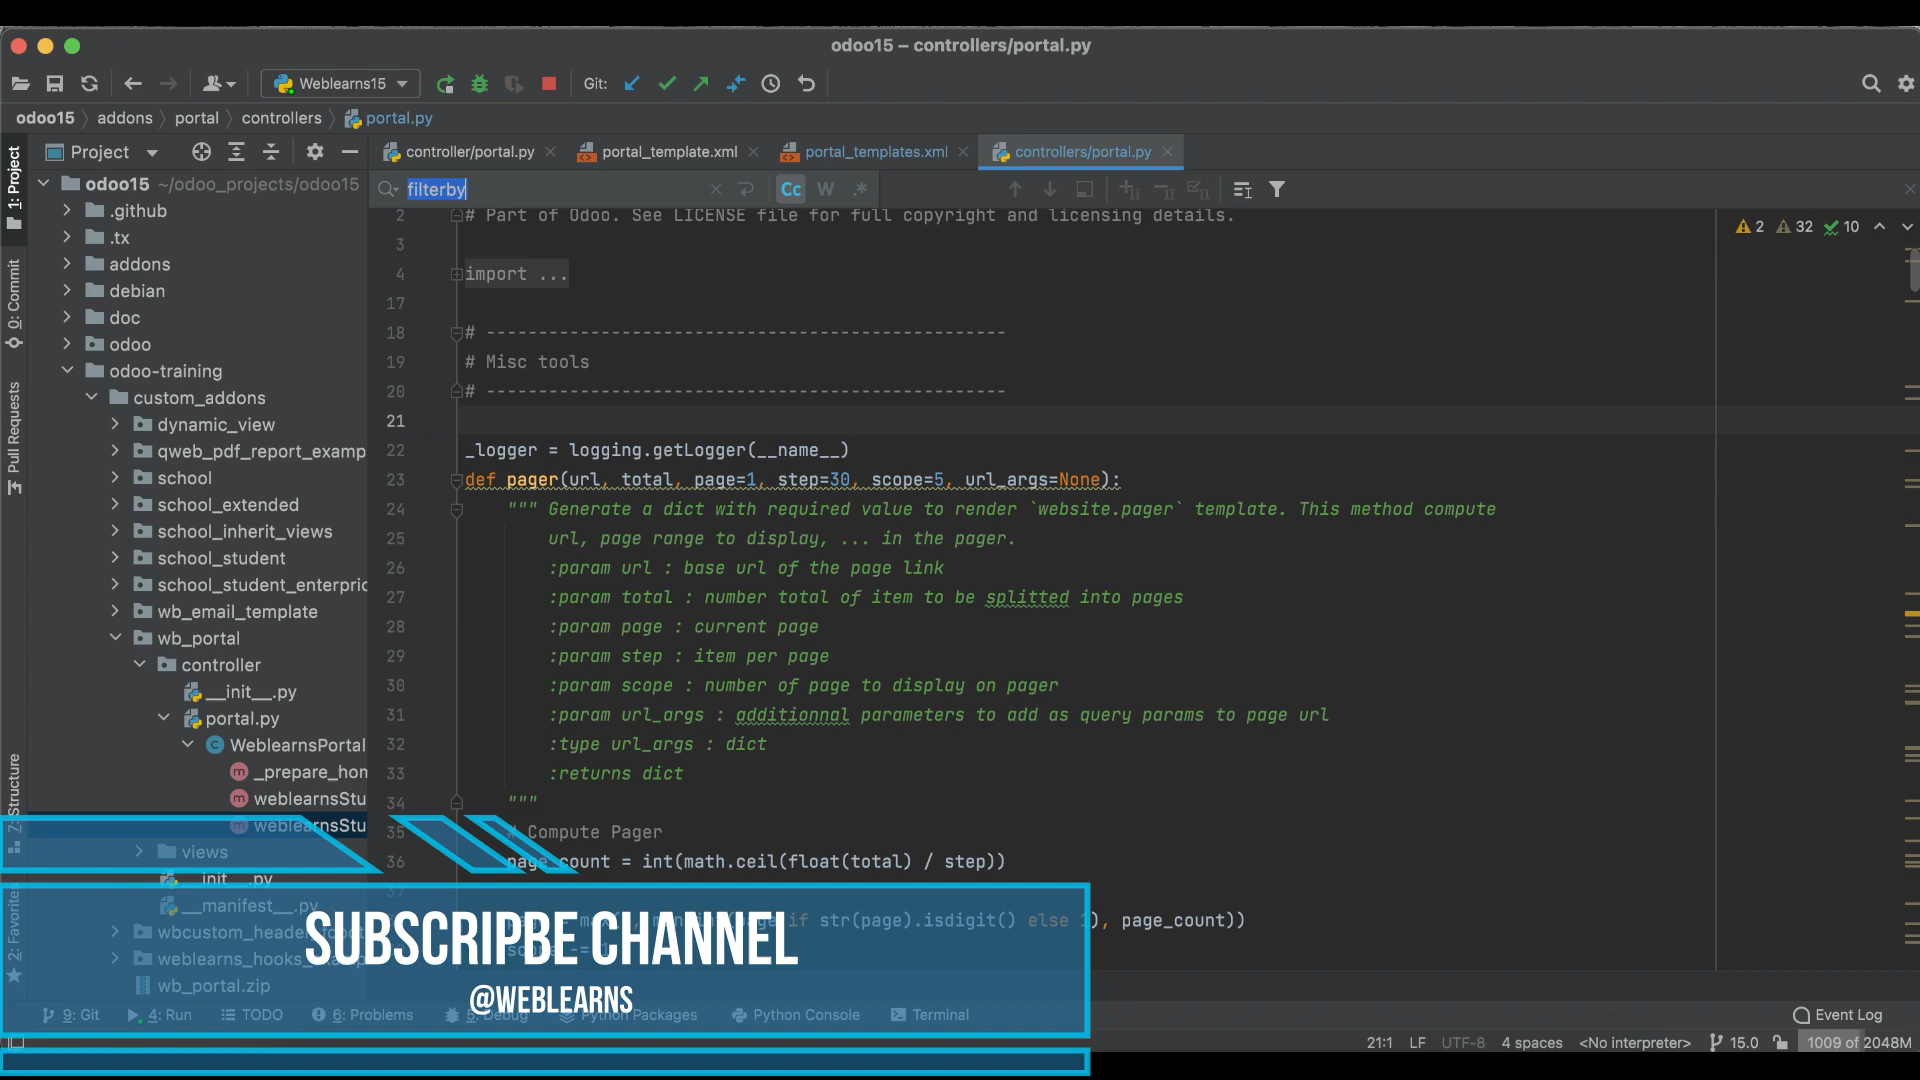 odoo15 – controllers/portal.py
Weblearns15
Git:
odoo15 addons portal controllers portal.py
Project
controller/portal.py
portal_template.xml
portal_templates.xml
controllers/portal.py
filterby
Cc W .*
1: Project
0: Commit
Pull Requests
7: Structure
2: Favorites
odoo15 ~/odoo_projects/odoo15
.github
.tx
addons
debian
doc
odoo
odoo-training
custom_addons
dynamic_view
qweb_pdf_report_examp
school
school_extended
school_inherit_views
school_student
school_student_enterpric
wb_email_template
wb_portal
controller
__init__.py
portal.py
WeblearnsPortal
_prepare_hon
weblearnsStu
weblearnsStu
views
__init__.py
__manifest__.py
wbcustom_header_
weblearns_hooks_
wb_portal.zip
2 32 10
2 # Part of Odoo. See LICENSE file for full copyright and licensing details.
3
4 import ...
17
18 # --------------------------------------------------
19 # Misc tools
20 # --------------------------------------------------
21
22 _logger = logging.getLogger(__name__)
23 def pager(url, total, page=1, step=30, scope=5, url_args=None):
24 """ Generate a dict with required value to render `website.pager` template. This method compute
25 url, page range to display, ... in the pager.
26 :param url : base url of the page link
27 :param total : number total of item to be splitted into pages
28 :param page : current page
29 :param step : item per page
30 :param scope : number of page to display on pager
31 :param url_args : additionnal parameters to add as query params to page url
32 :type url_args : dict
33 :returns dict
34 """
35 # Compute Pager
36 page_count = int(math.ceil(float(total) / step))
37
if str(page).isdigit() else 1), page_count))
SUBSCRIPBE CHANNEL
@WEBLEARNS
9: Git
4: Run
TODO
6: Problems
5: Debug
Python Packages
Python Console
Terminal
Event Log
21:1 LF UTF-8 4 spaces <No interpreter> 15.0 1009 of 2048M